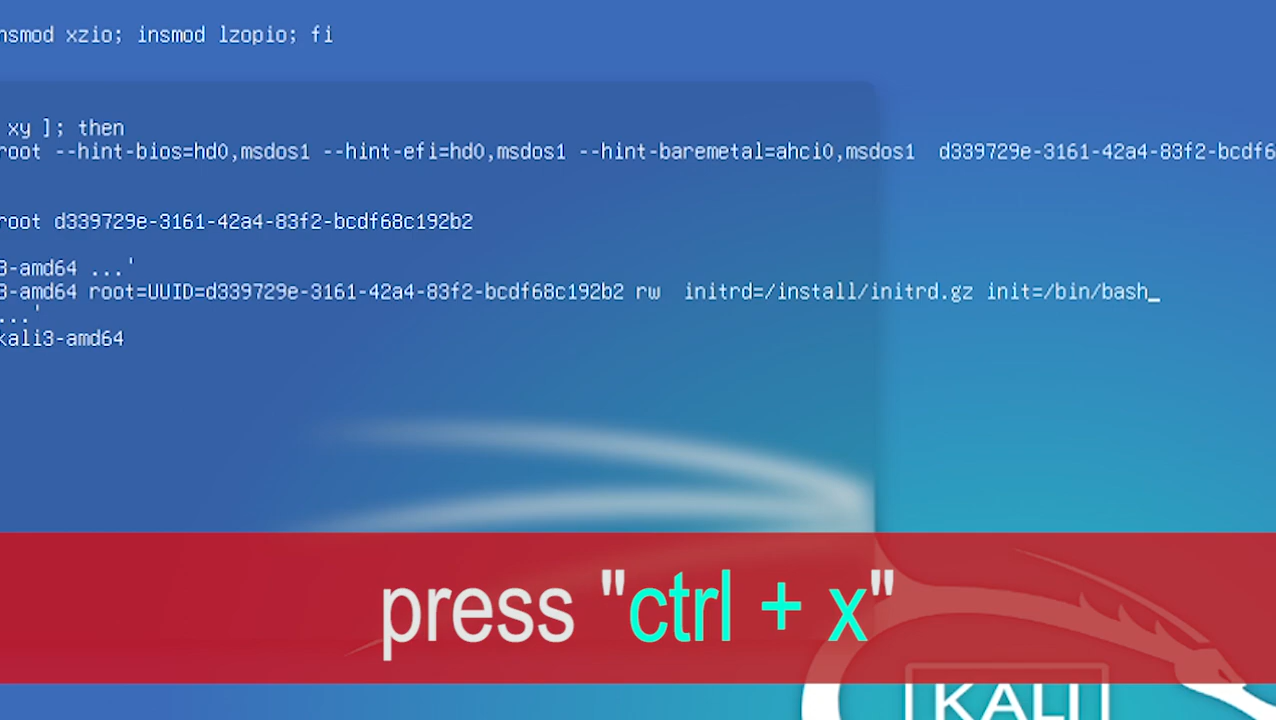 nsmod xzio; insmod lzopio; fi
xy ]; then
root --hint-bios=hd0,msdos1 --hint-efi=hd0,msdos1 --hint-baremetal=ahci0,msdos1  d339729e-3161-42a4-83f2-bcdf6
root d339729e-3161-42a4-83f2-bcdf68c192b2
3-amd64 ...'
3-amd64 root=UUID=d339729e-3161-42a4-83f2-bcdf68c192b2 rw  initrd=/install/initrd.gz init=/bin/bash_
...'
kali3-amd64
press "ctrl + x"
KALI